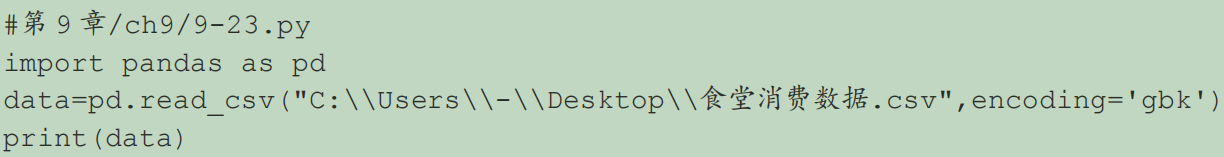 #第 9 章/ch9/9-23.py
import pandas as pd
data=pd.read_csv("C:\\Users\\-\\Desktop\\食堂消费数据.csv",encoding='gbk')
print(data)